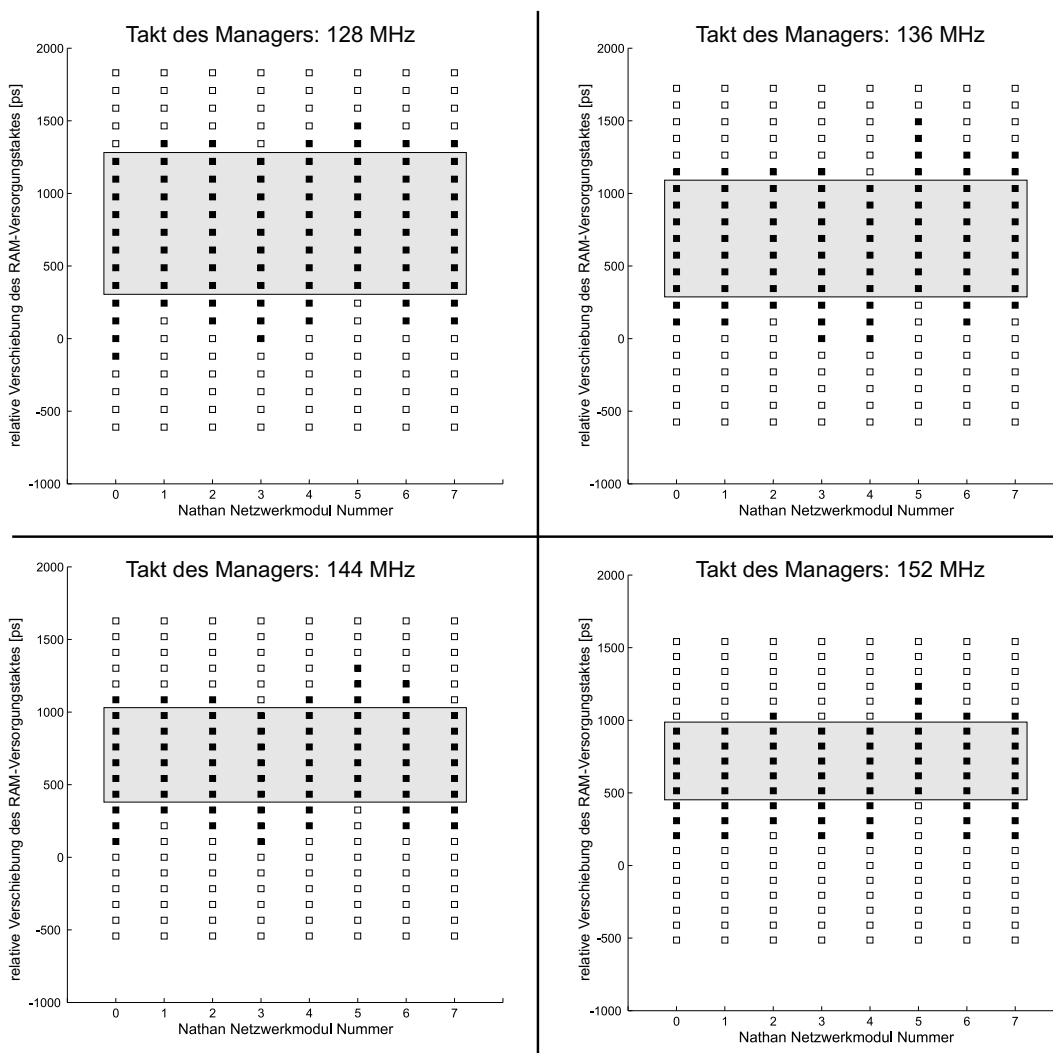 Takt des Managers: 128 MHz
relative Verschiebung des RAM-Versorgungstaktes [ps]
2000
1500
1000
500
0
-500
-1000
0 1 2 3 4 5 6 7
Nathan Netzwerkmodul Nummer
Takt des Managers: 136 MHz
relative Verschiebung des RAM-Versorgungstaktes [ps]
2000
1500
1000
500
0
-500
-1000
0 1 2 3 4 5 6 7
Nathan Netzwerkmodul Nummer
Takt des Managers: 144 MHz
relative Verschiebung des RAM-Versorgungstaktes [ps]
2000
1500
1000
500
0
-500
-1000
0 1 2 3 4 5 6 7
Nathan Netzwerkmodul Nummer
Takt des Managers: 152 MHz
relative Verschiebung des RAM-Versorgungstaktes [ps]
2000
1500
1000
500
0
-500
-1000
0 1 2 3 4 5 6 7
Nathan Netzwerkmodul Nummer